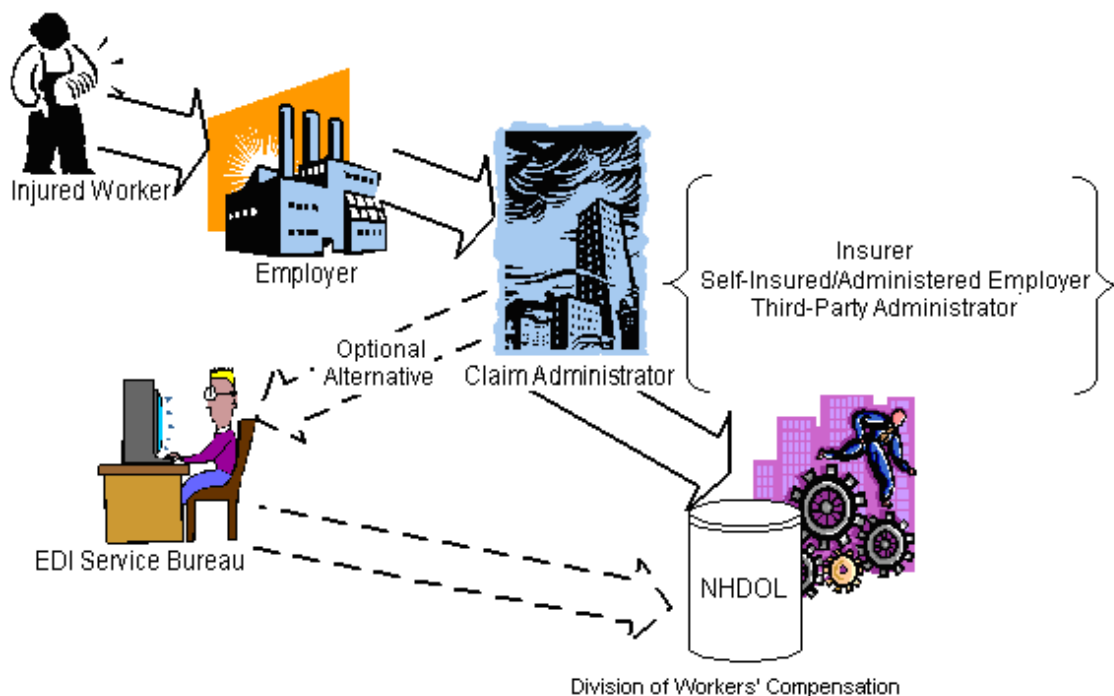 Injured Worker
Employer
Insurer
Self-Insured/Administered Employer
Third-Party Administrator
Optional
Alternative
Claim Administrator
EDI Service Bureau
NHDOL
Division of Workers' Compensation